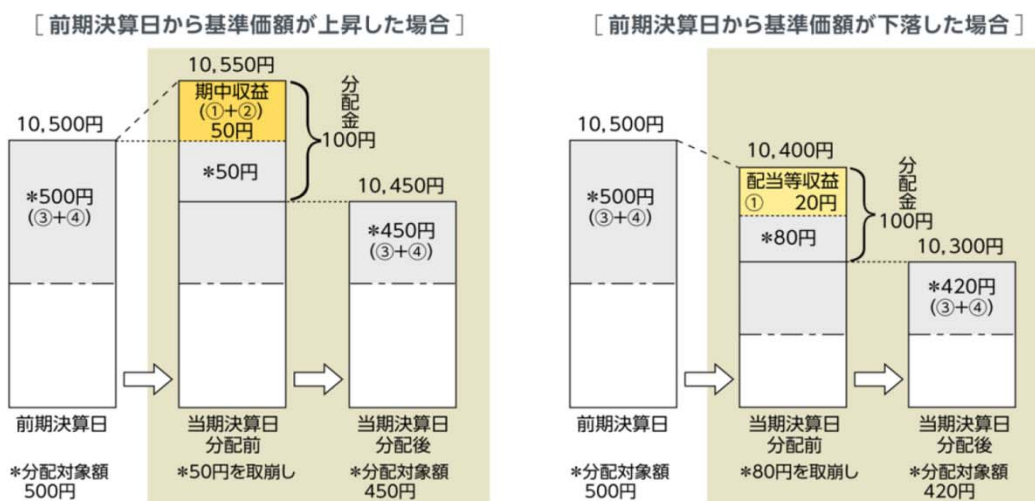 [前期決算日から基準価額が上昇した場合]
10,550円
期中収益
(①+②)
50円
10,500円
分配金
100円
*50円
*500円
(③+④)
10,450円
*450円
(③+④)
前期決算日
当期決算日
分配前
当期決算日
分配後
*分配対象額
500円
*50円を取崩し
*分配対象額
450円
[前期決算日から基準価額が下落した場合]
10,500円
10,400円
配当等収益
① 20円
分配金
100円
*500円
(③+④)
*80円
10,300円
*420円
(③+④)
前期決算日
当期決算日
分配前
当期決算日
分配後
*分配対象額
500円
*80円を取崩し
*分配対象額
420円